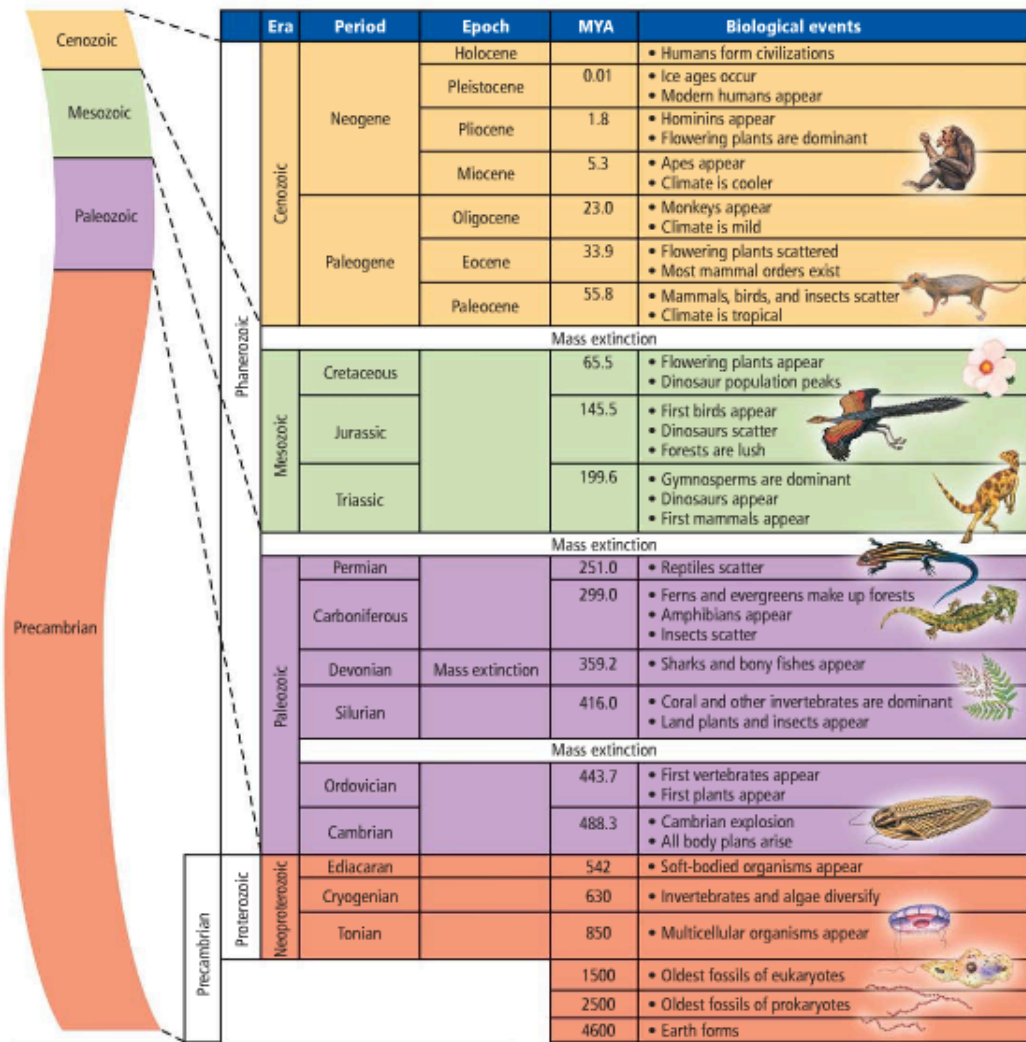 Cenozoic
Mesozoic
Paleozoic
Precambrian
Era Period Epoch MYA Biological events
Phanerozoic
Cenozoic
Neogene
Holocene
• Humans form civilizations
Pleistocene
0.01
• Ice ages occur
• Modern humans appear
Pliocene
1.8
• Hominins appear
• Flowering plants are dominant
Miocene
5.3
• Apes appear
• Climate is cooler
Paleogene
Oligocene
23.0
• Monkeys appear
• Climate is mild
Eocene
33.9
• Flowering plants scattered
• Most mammal orders exist
Paleocene
55.8
• Mammals, birds, and insects scatter
• Climate is tropical
Mass extinction
Mesozoic
Cretaceous
65.5
• Flowering plants appear
• Dinosaur population peaks
Jurassic
145.5
• First birds appear
• Dinosaurs scatter
• Forests are lush
Triassic
199.6
• Gymnosperms are dominant
• Dinosaurs appear
• First mammals appear
Mass extinction
Paleozoic
Permian
251.0
• Reptiles scatter
Carboniferous
299.0
• Ferns and evergreens make up forests
• Amphibians appear
• Insects scatter
Devonian
Mass extinction
359.2
• Sharks and bony fishes appear
Silurian
416.0
• Coral and other invertebrates are dominant
• Land plants and insects appear
Mass extinction
Ordovician
443.7
• First vertebrates appear
• First plants appear
Cambrian
488.3
• Cambrian explosion
• All body plans arise
Precambrian
Proterozoic
Neoproterozoic
Ediacaran
542
• Soft-bodied organisms appear
Cryogenian
630
• Invertebrates and algae diversify
Tonian
850
• Multicellular organisms appear
1500
• Oldest fossils of eukaryotes
2500
• Oldest fossils of prokaryotes
4600
• Earth forms